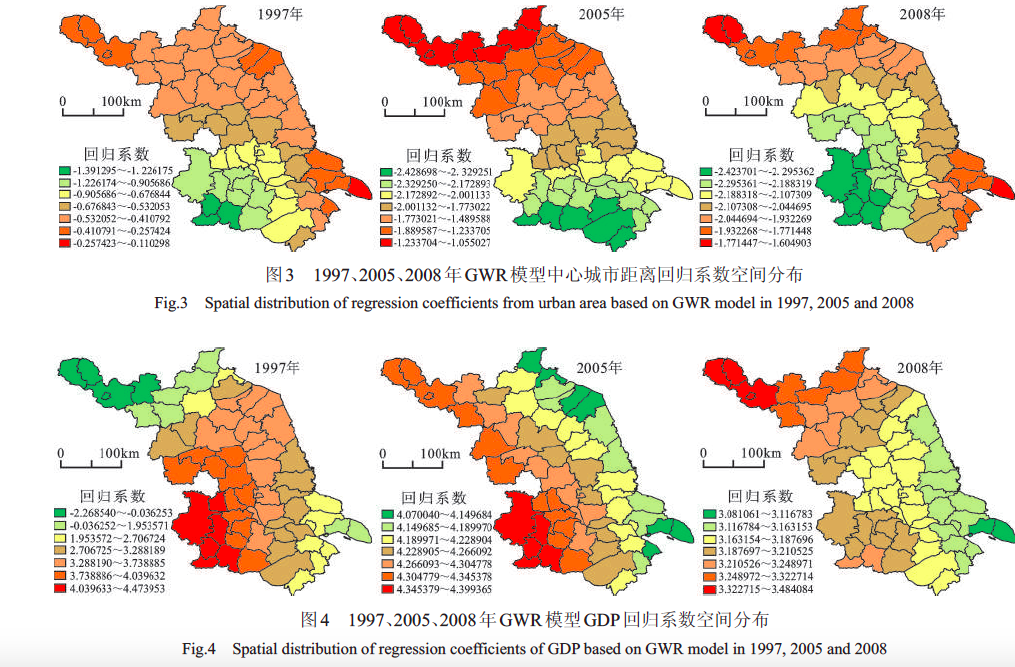 1997年
0 100km
回归系数
-1.391295～-1.226175
-1.226174～-0.905686
-0.905686～-0.676844
-0.676843～-0.532053
-0.532052～-0.410792
-0.410791～-0.257424
-0.257423～-0.110298
2005年
0 100km
回归系数
-2.428698～-2.329251
-2.329250～-2.172893
-2.172892～-2.001133
-2.001132～-1.773022
-1.773021～-1.489588
-1.889587～-1.233705
-1.233704～-1.055027
2008年
0 100km
回归系数
-2.423701～-2.295362
-2.295361～-2.188319
-2.188318～-2.107309
-2.107308～-2.044695
-2.044694～-1.932269
-1.932268～-1.771448
-1.771447～-1.604903
图3 1997、2005、2008年GWR模型中心城市距离回归系数空间分布
Fig.3 Spatial distribution of regression coefficients from urban area based on GWR model in 1997, 2005 and 2008
1997年
0 100km
回归系数
-2.268540～-0.036253
-0.036252～1.953571
1.953572～2.706724
2.706725～3.288189
3.288190～3.738885
3.738886～4.039632
4.039633～4.473953
2005年
0 100km
回归系数
4.070040～4.149684
4.149685～4.189970
4.189971～4.228904
4.228905～4.266092
4.266093～4.304778
4.304779～4.345378
4.345379～4.399365
2008年
0 100km
回归系数
3.081061～3.116783
3.116784～3.163153
3.163154～3.187696
3.187697～3.210525
3.210526～3.248971
3.248972～3.322714
3.322715～3.484084
图4 1997、2005、2008年GWR模型GDP回归系数空间分布
Fig.4 Spatial distribution of regression coefficients of GDP based on GWR model in 1997, 2005 and 2008